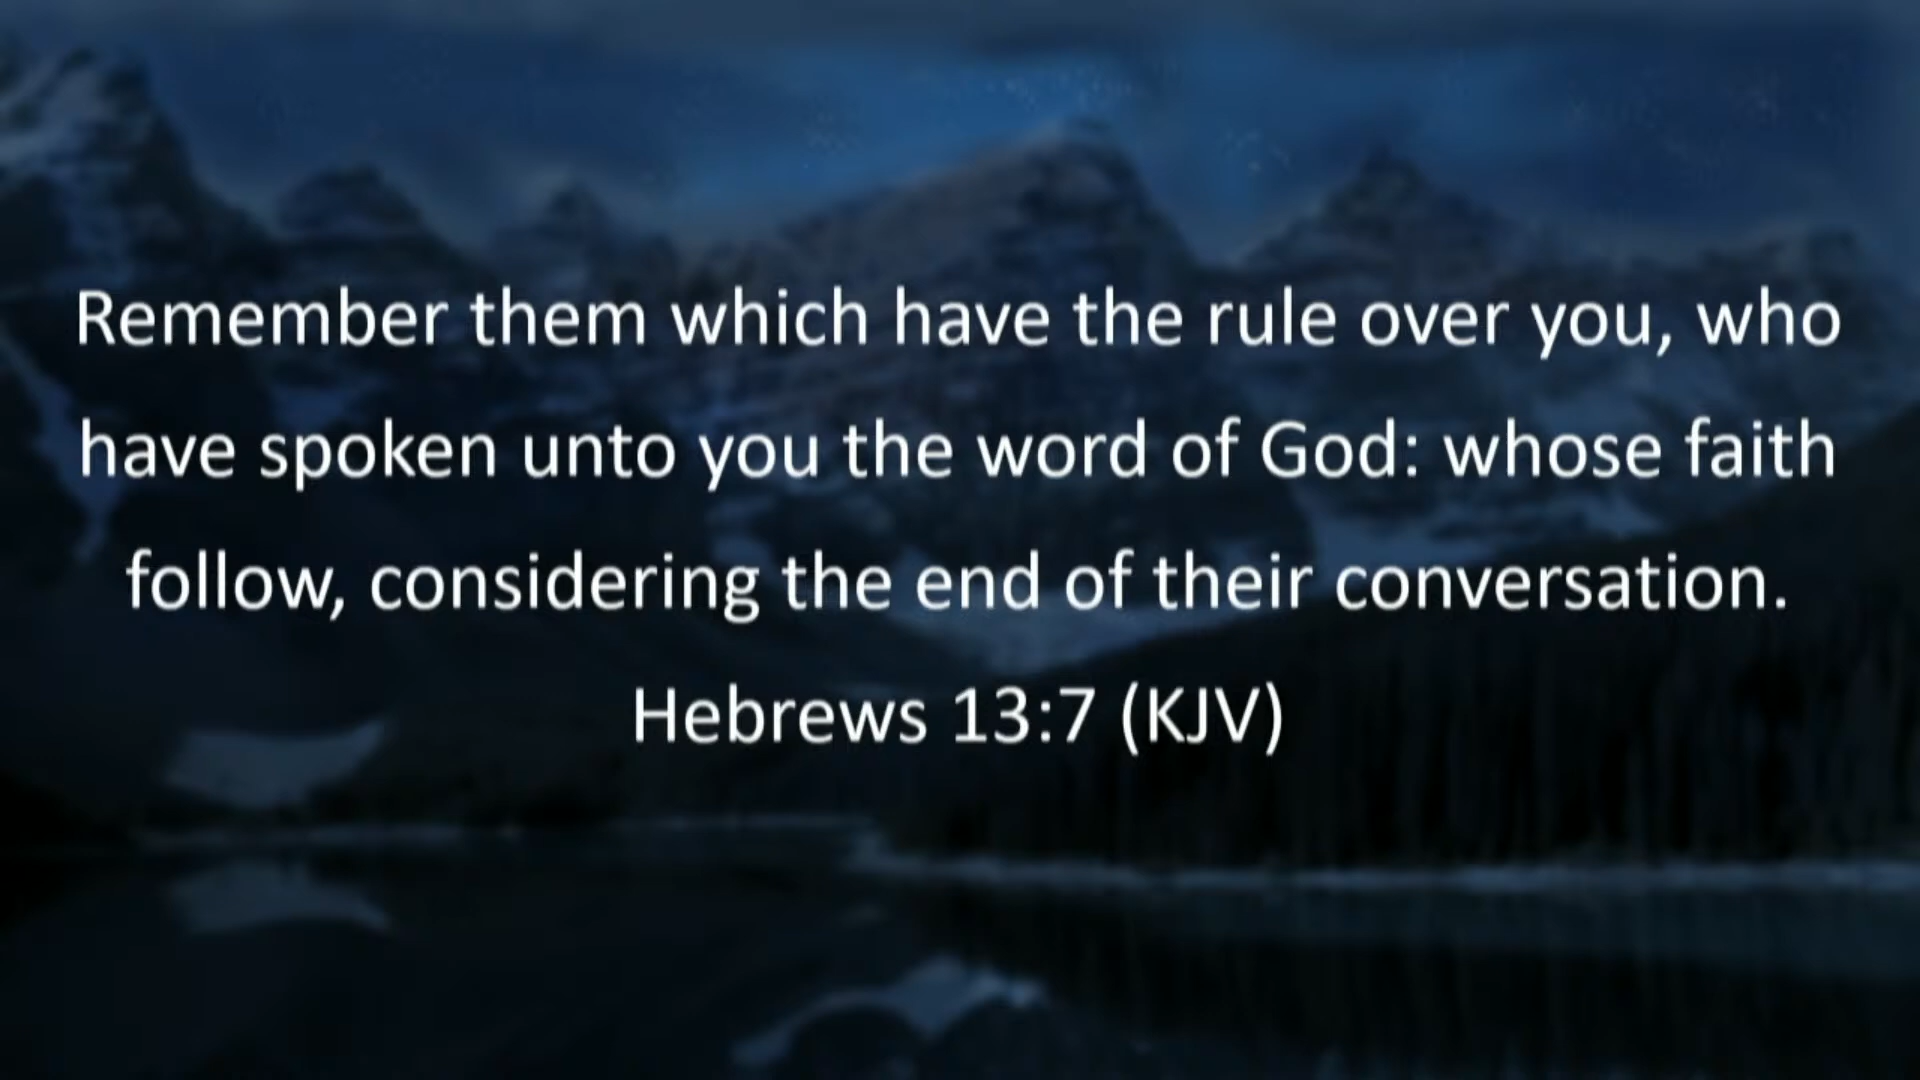 Remember them which have the rule over you, who
have spoken unto you the word of God: whose faith
follow, considering the end of their conversation.
Hebrews 13:7 (KJV)